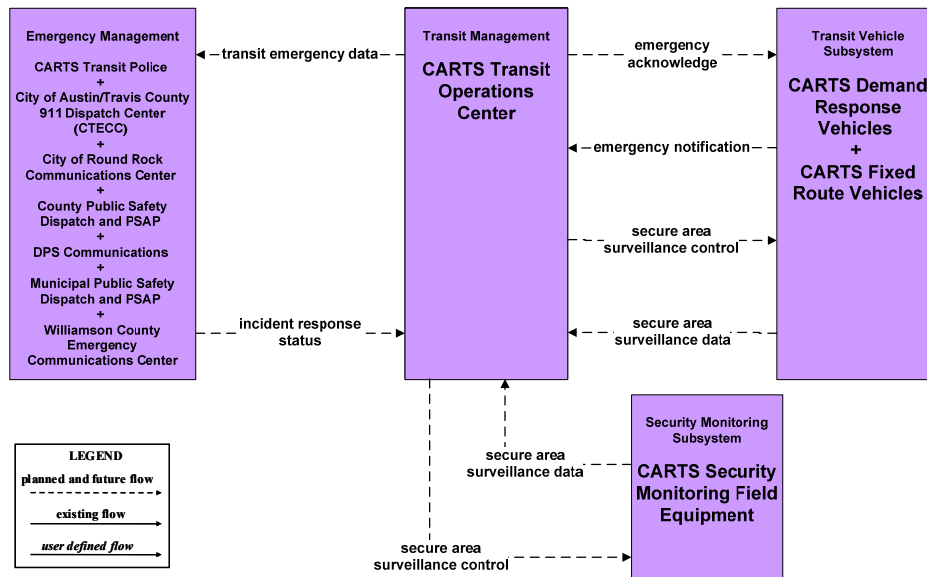 Emergency Management
CARTS Transit Police
+
City of Austin/Travis County
911 Dispatch Center
(CTECC)
+
City of Round Rock
Communications Center
+
County Public Safety
Dispatch and PSAP
+
DPS Communications
+
Municipal Public Safety
Dispatch and PSAP
+
Williamson County
Emergency
Communications Center
transit emergency data
incident response
status
Transit Management
CARTS Transit
Operations
Center
emergency
acknowledge
emergency notification
secure area
surveillance control
secure area
surveillance data
Transit Vehicle
Subsystem
CARTS Demand
Response
Vehicles
+
CARTS Fixed
Route Vehicles
secure area
surveillance data
secure area
surveillance control
Security Monitoring
Subsystem
CARTS Security
Monitoring Field
Equipment
LEGEND
planned and future flow
existing flow
user defined flow